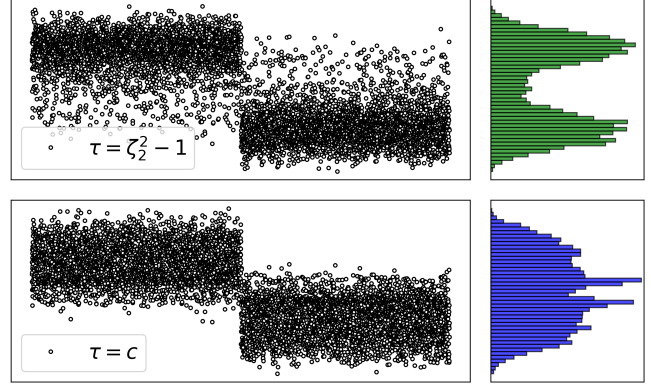 τ = ζ₂² − 1
τ = c